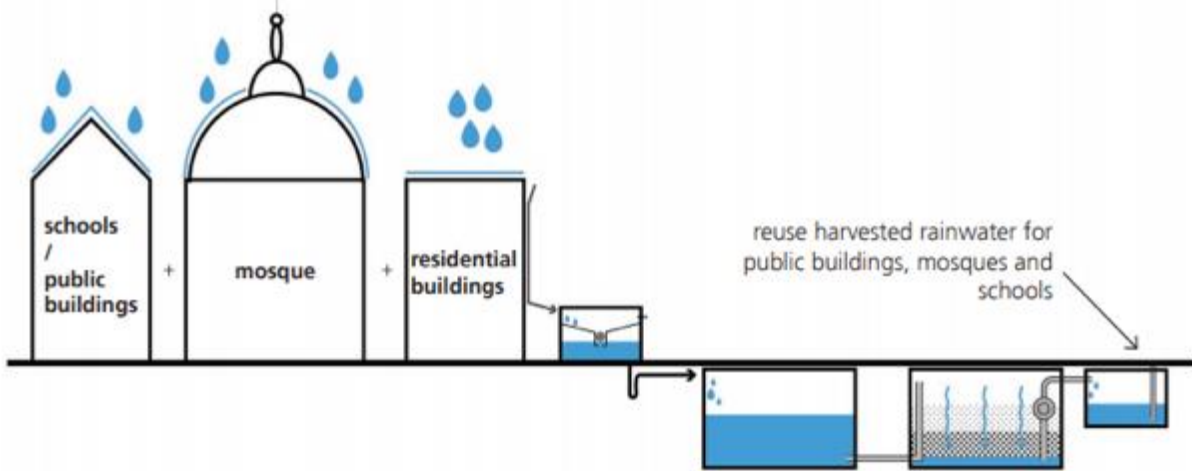 schools
/
public
buildings
+
mosque
+
residential
buildings
reuse harvested rainwater for
public buildings, mosques and
schools